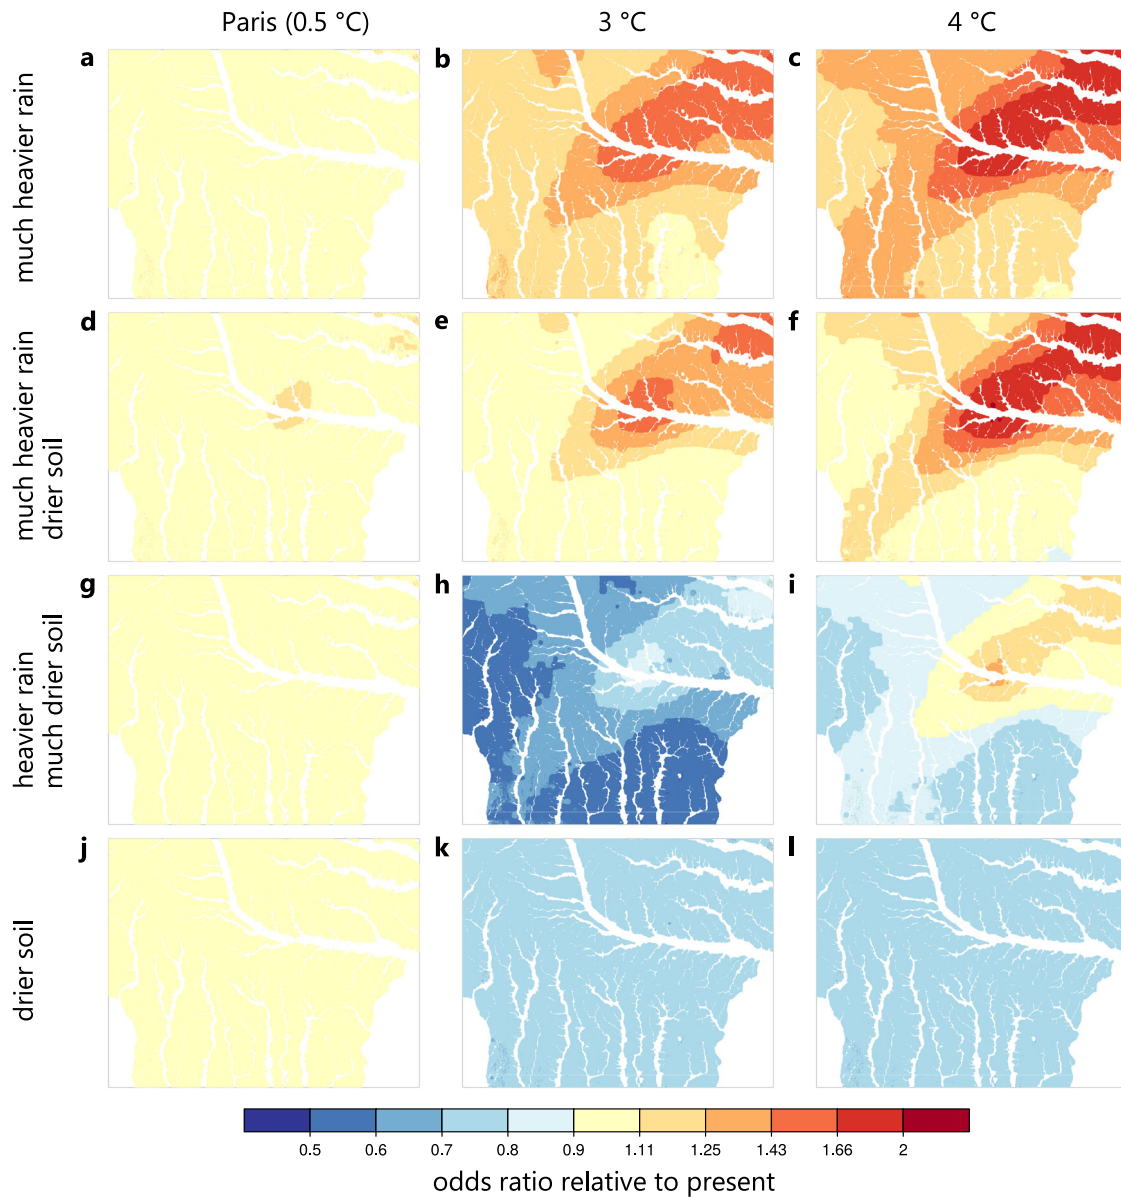 Paris (0.5 °C) 3 °C 4 °C
a b c
much heavier rain
d e f
much heavier rain
drier soil
g h i
heavier rain
much drier soil
j k l
drier soil
0.5 0.6 0.7 0.8 0.9 1.11 1.25 1.43 1.66 2
odds ratio relative to present